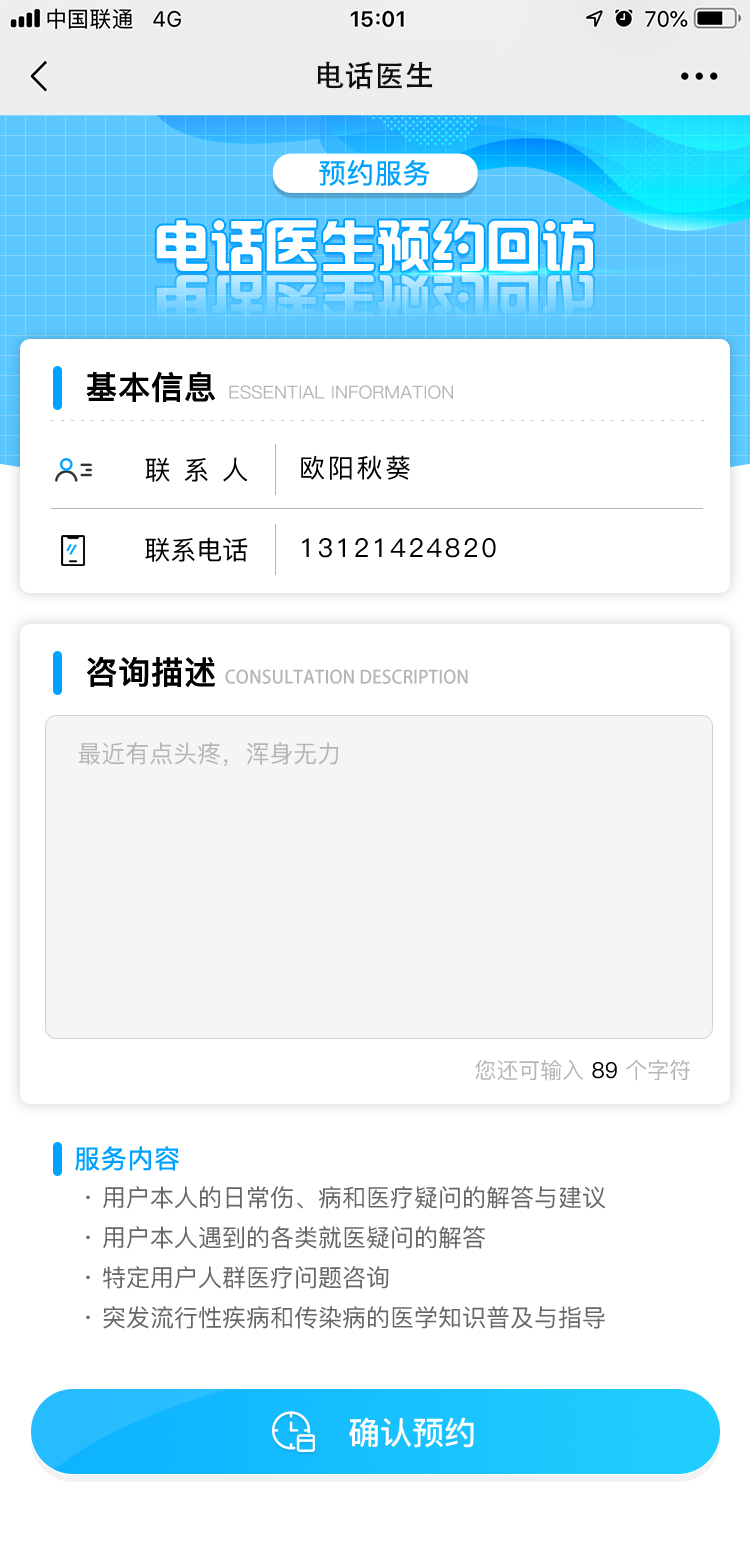 中国联通 4G 15:01 70%
电话医生
预约服务
电话医生预约回访
基本信息 ESSENTIAL INFORMATION
联系人 欧阳秋葵
联系电话 13121424820
咨询描述 CONSULTATION DESCRIPTION
最近有点头疼，浑身无力
您还可输入 89 个字符
服务内容
· 用户本人的日常伤、病和医疗疑问的解答与建议
· 用户本人遇到的各类就医疑问的解答
· 特定用户人群医疗问题咨询
· 突发流行性疾病和传染病的医学知识普及与指导
确认预约